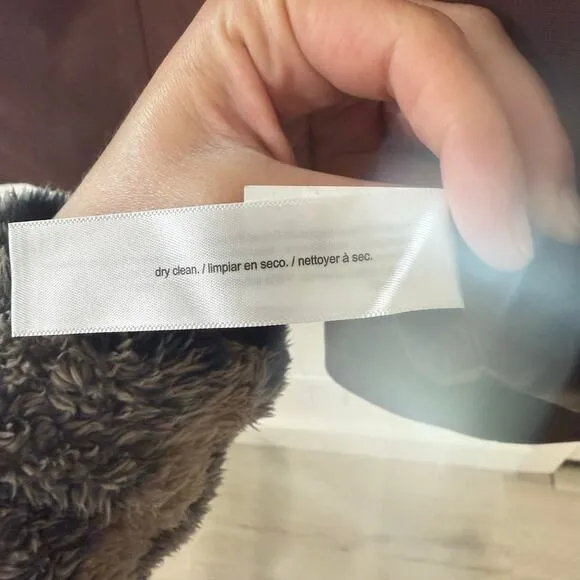 dry clean. / limpiar en seco. / nettoyer à sec.